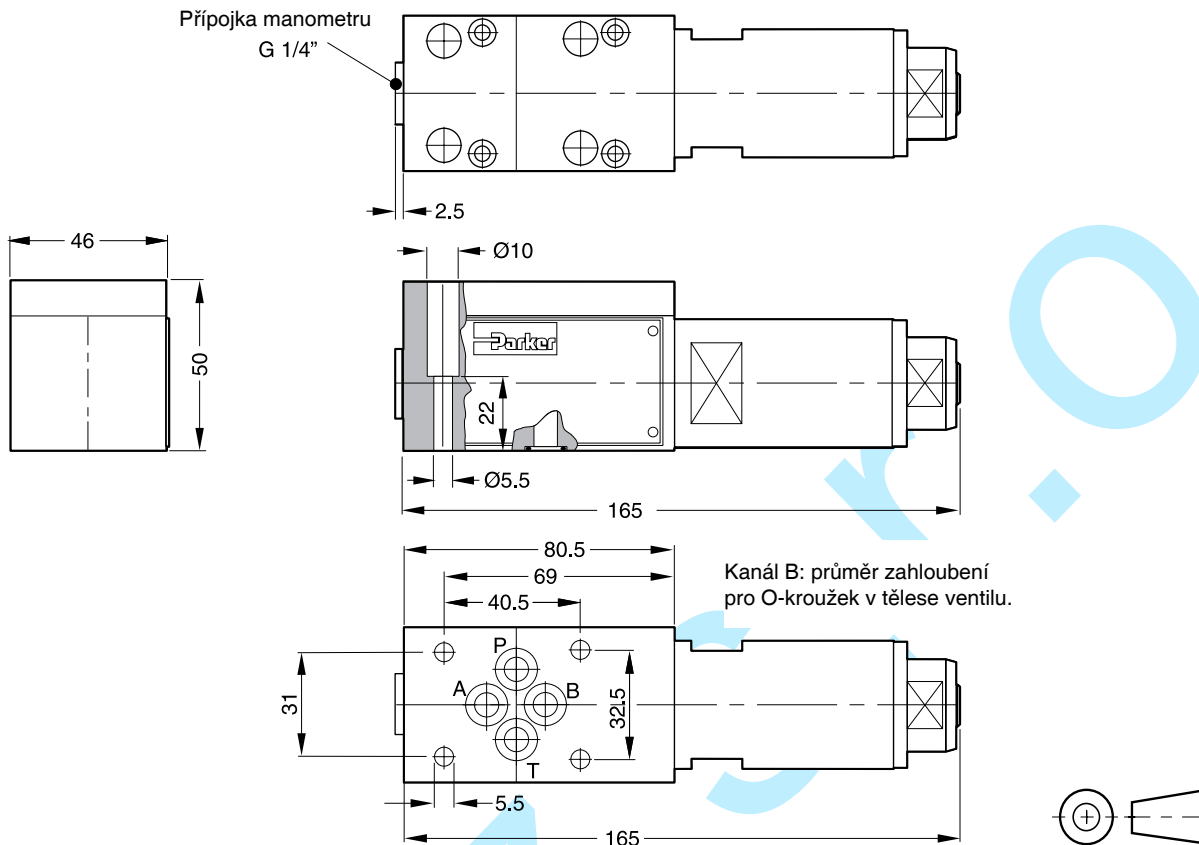 Přípojka manometru
G 1/4”
2.5
46
Ø10
50
Parker
22
Ø5.5
165
80.5
69
40.5
Kanál B: průměr zahloubení
pro O-kroužek v tělese ventilu.
P
A
B
31
32.5
T
5.5
165